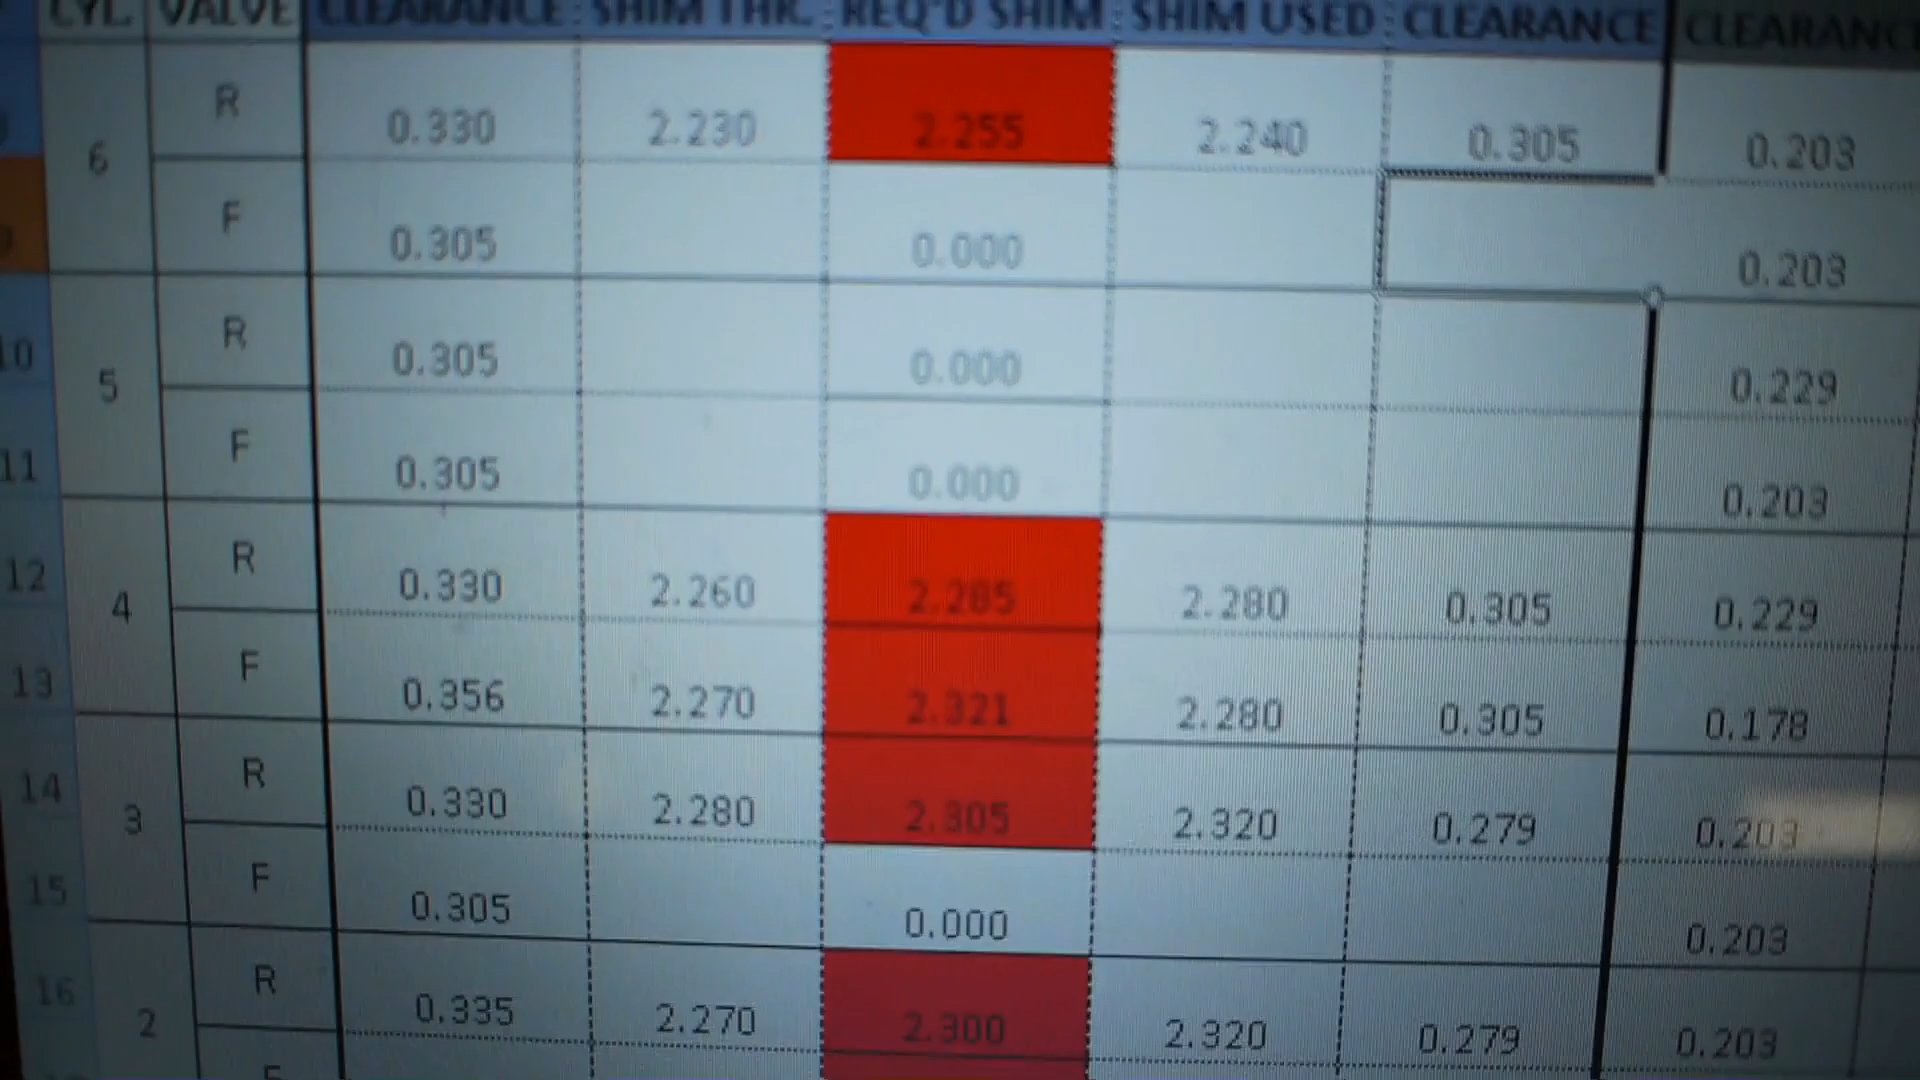 CYL. VALVE CLEARANCE SHIM THK. REQ'D SHIM SHIM USED CLEARANCE CLEARANCE
6 R 0.330 2.230 2.255 2.240 0.305 0.203
F 0.305 0.000 0.203
10 5 R 0.305 0.000 0.229
11 F 0.305 0.000 0.203
12 4 R 0.330 2.260 2.285 2.280 0.305 0.229
13 F 0.356 2.270 2.321 2.280 0.305 0.178
14 3 R 0.330 2.280 2.305 2.320 0.279 0.203
15 F 0.305 0.000 0.203
16 2 R 0.335 2.270 2.300 2.320 0.279 0.203
F